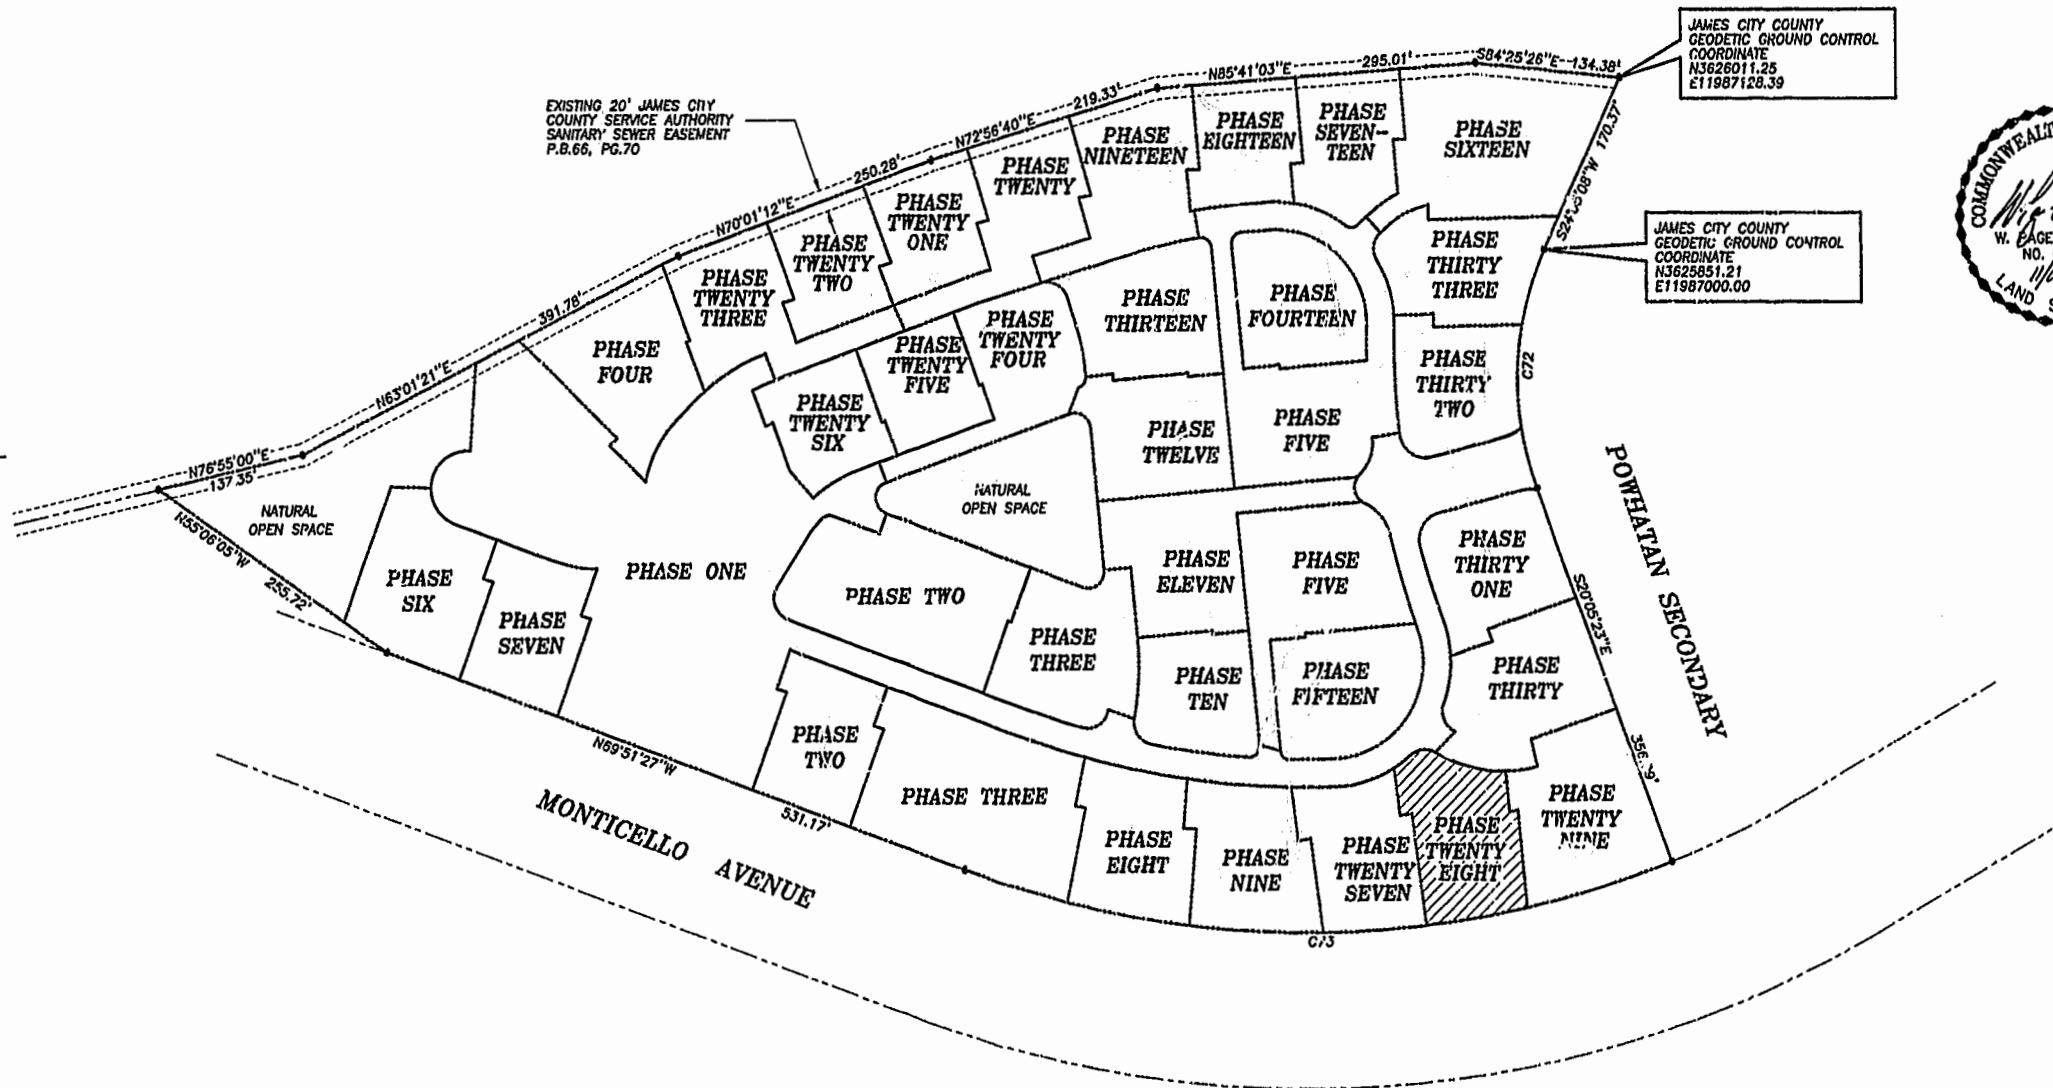 JAMES CITY COUNTY
GEODETIC GROUND CONTROL
COORDINATE
N3626011.25
E11987128.39
S84°25'26"E 134.38'
295.01'
N85°41'03"E
219.33'
N72°56'40"E
250.28'
N70°01'12"E
391.78'
N63°01'21"E
N76°55'00"E
137.35'
EXISTING 20' JAMES CITY
COUNTY SERVICE AUTHORITY
SANITARY SEWER EASEMENT
P.B.66, PG.70
170.37'
JAMES CITY COUNTY
GEODETIC GROUND CONTROL
COORDINATE
N3625851.21
E11987000.00
W. PAGE
NO.
LAND
PHASE
SIXTEEN
PHASE
SEVEN-
TEEN
PHASE
EIGHTEEN
PHASE
NINETEEN
PHASE
TWENTY
PHASE
TWENTY
ONE
PHASE
TWENTY
TWO
PHASE
TWENTY
THREE
PHASE
FOUR
PHASE
THIRTY
THREE
PHASE
FOURTEEN
PHASE
THIRTEEN
PHASE
TWENTY
FOUR
PHASE
TWENTY
FIVE
PHASE
TWENTY
SIX
PHASE
THIRTY
TWO
C72
PHASE
FIVE
PHASE
TWELVE
NATURAL
OPEN SPACE
NATURAL
OPEN SPACE
N55°06'05"W
255.72'
PHASE
SIX
PHASE
SEVEN
PHASE ONE
PHASE TWO
PHASE
THREE
PHASE
ELEVEN
PHASE
FIVE
PHASE
THIRTY
ONE
S20°05'23"E
POWHATAN SECONDARY
PHASE
TEN
PHASE
FIFTEEN
PHASE
THIRTY
PHASE
TWO
PHASE THREE
PHASE
EIGHT
PHASE
NINE
PHASE
TWENTY
SEVEN
PHASE
TWENTY
EIGHT
PHASE
TWENTY
NINE
N69°51'27"W
531.17'
C73
MONTICELLO AVENUE